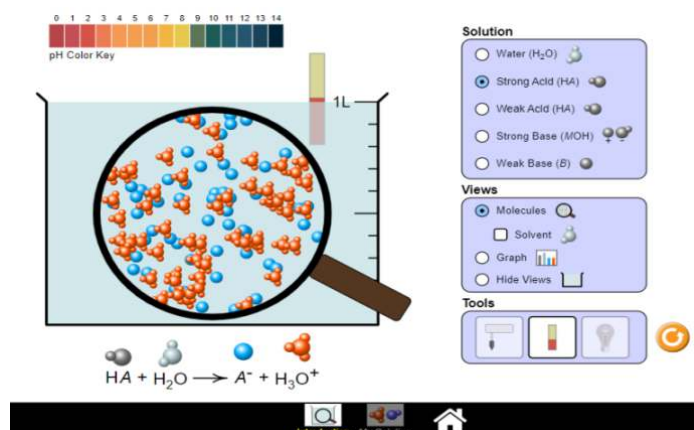 0 1 2 3 4 5 6 7 8 9 10 11 12 13 14
pH Color Key
1L
HA + H₂O → A⁻ + H₃O⁺
Solution
Water (H₂O)
Strong Acid (HA)
Weak Acid (HA)
Strong Base (MOH)
Weak Base (B)
Views
Molecules
Solvent
Graph
Hide Views
Tools